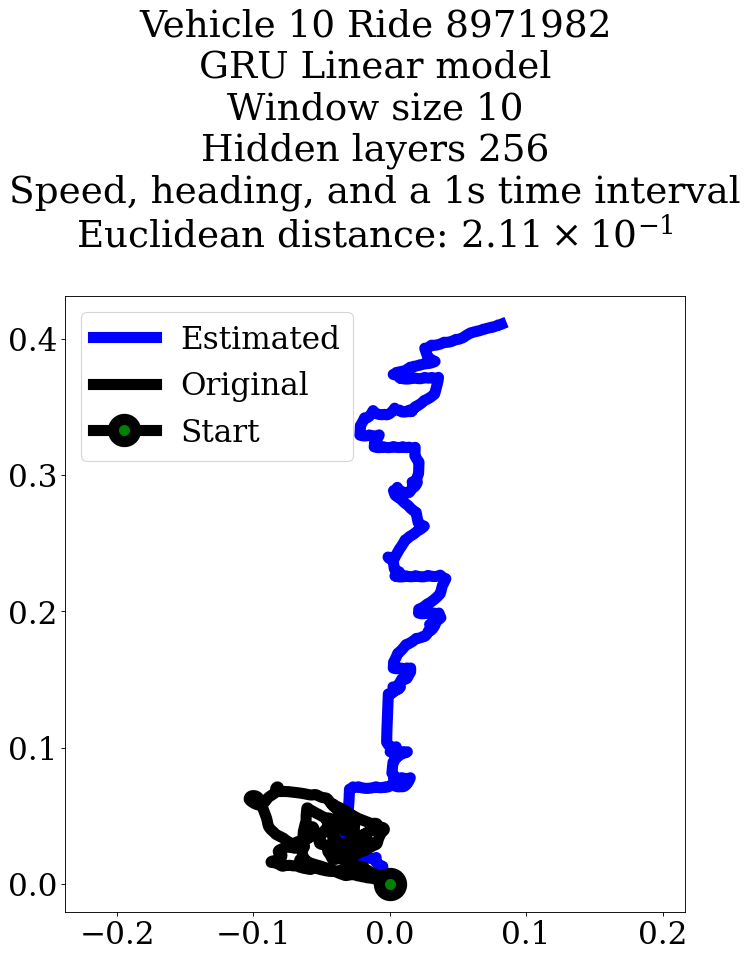 Vehicle 10 Ride 8971982
GRU Linear model
Window size 10
Hidden layers 256
Speed, heading, and a 1s time interval
Euclidean distance: 2.11 × 10⁻¹
Estimated
Original
Start
0.4
0.3
0.2
0.1
0.0
−0.2 −0.1 0.0 0.1 0.2